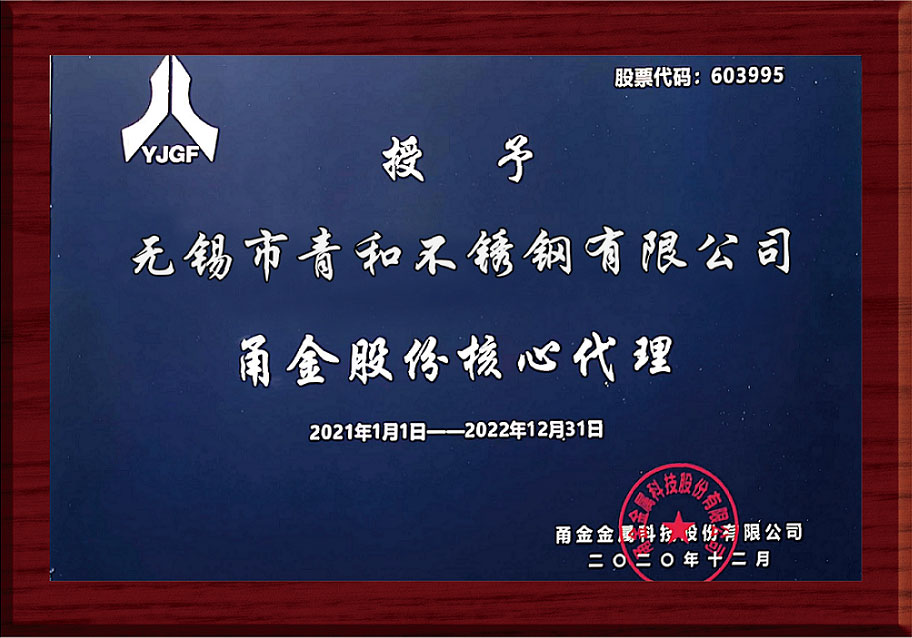 股票代码：603995
YJGF
授 予
无锡市青和不锈钢有限公司
甬金股份核心代理
2021年1月1日——2022年12月31日
甬金金属科技股份有限公司
二〇二〇年十二月